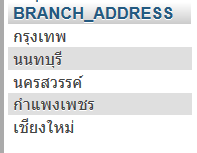 BRANCH_ADDRESS
กรุงเทพ
นนทบุรี
นครสวรรค์
กำแพงเพชร
เชียงใหม่